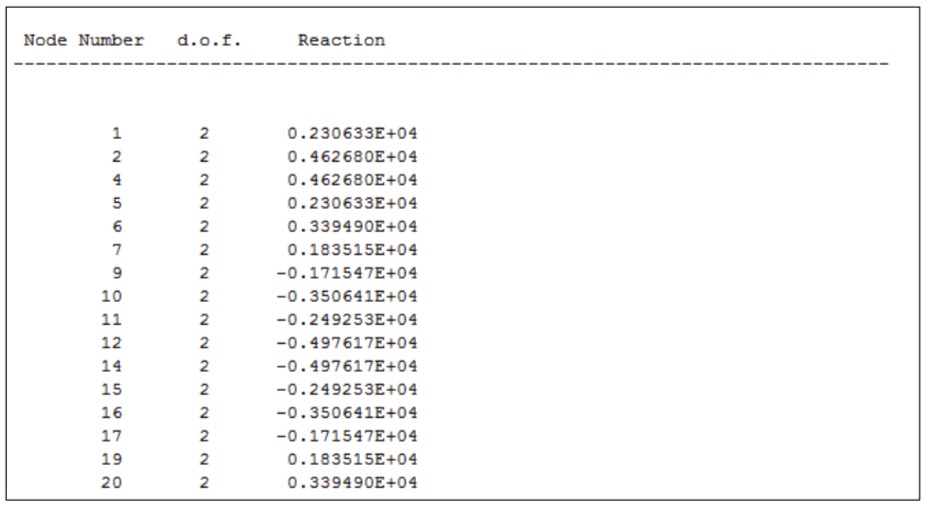 Node Number d.o.f. Reaction
--------------------------------------------------------------------------------
1 2 0.230633E+04
2 2 0.462680E+04
4 2 0.462680E+04
5 2 0.230633E+04
6 2 0.339490E+04
7 2 0.183515E+04
9 2 -0.171547E+04
10 2 -0.350641E+04
11 2 -0.249253E+04
12 2 -0.497617E+04
14 2 -0.497617E+04
15 2 -0.249253E+04
16 2 -0.350641E+04
17 2 -0.171547E+04
19 2 0.183515E+04
20 2 0.339490E+04